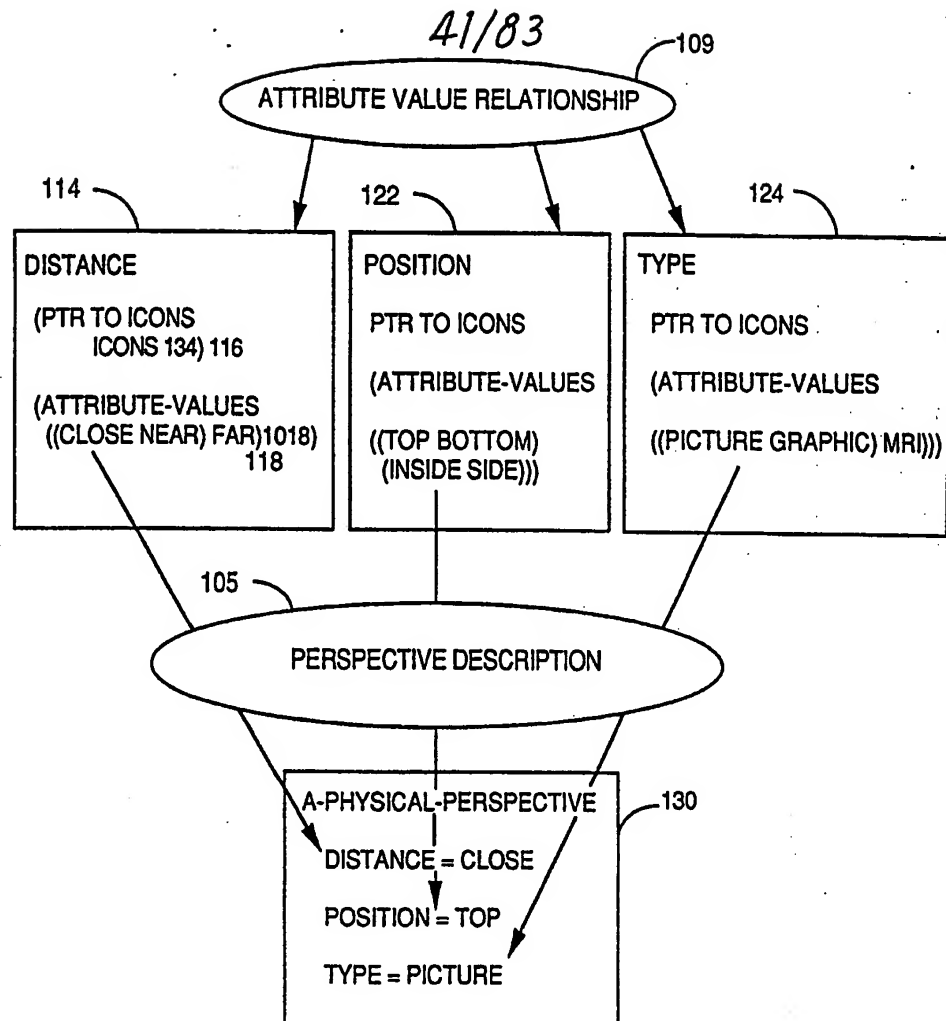 41/83
109
ATTRIBUTE VALUE RELATIONSHIP
114
122
124
DISTANCE
(PTR TO ICONS
ICONS 134) 116
(ATTRIBUTE-VALUES
((CLOSE NEAR) FAR)1018)
118
POSITION
PTR TO ICONS
(ATTRIBUTE-VALUES
((TOP BOTTOM)
(INSIDE SIDE)))
TYPE
PTR TO ICONS
(ATTRIBUTE-VALUES
((PICTURE GRAPHIC) MRI)))
105
PERSPECTIVE DESCRIPTION
A-PHYSICAL-PERSPECTIVE
130
DISTANCE = CLOSE
POSITION = TOP
TYPE = PICTURE